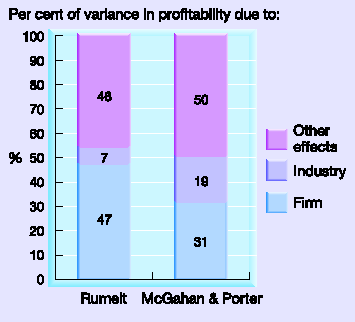 Per cent of variance in profitability due to:
100
90
80
70
60
%
50
40
30
20
10
0
46
7
47
50
19
31
Other
effects
Industry
Firm
Rumelt
McGahan & Porter